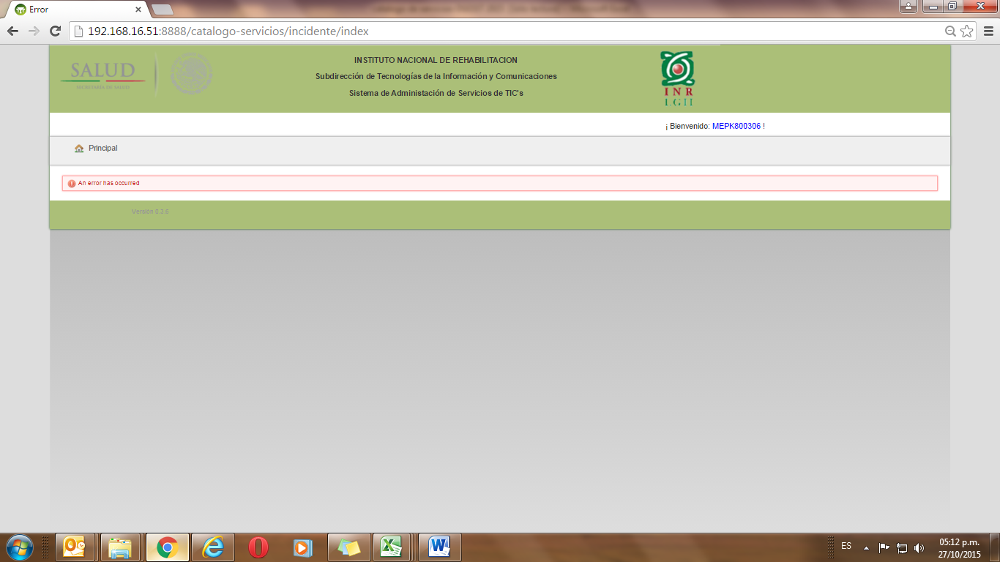 Error
192.168.16.51:8888/catalogo-servicios/incidente/index
SALUD
SECRETARÍA DE SALUD
INSTITUTO NACIONAL DE REHABILITACION
Subdirección de Tecnologías de la Información y Comunicaciones
Sistema de Administación de Servicios de TIC's
INR
LGII
¡ Bienvenido: MEPK800306 !
Principal
An error has occurred
ES
05:12 p.m.
27/10/2015